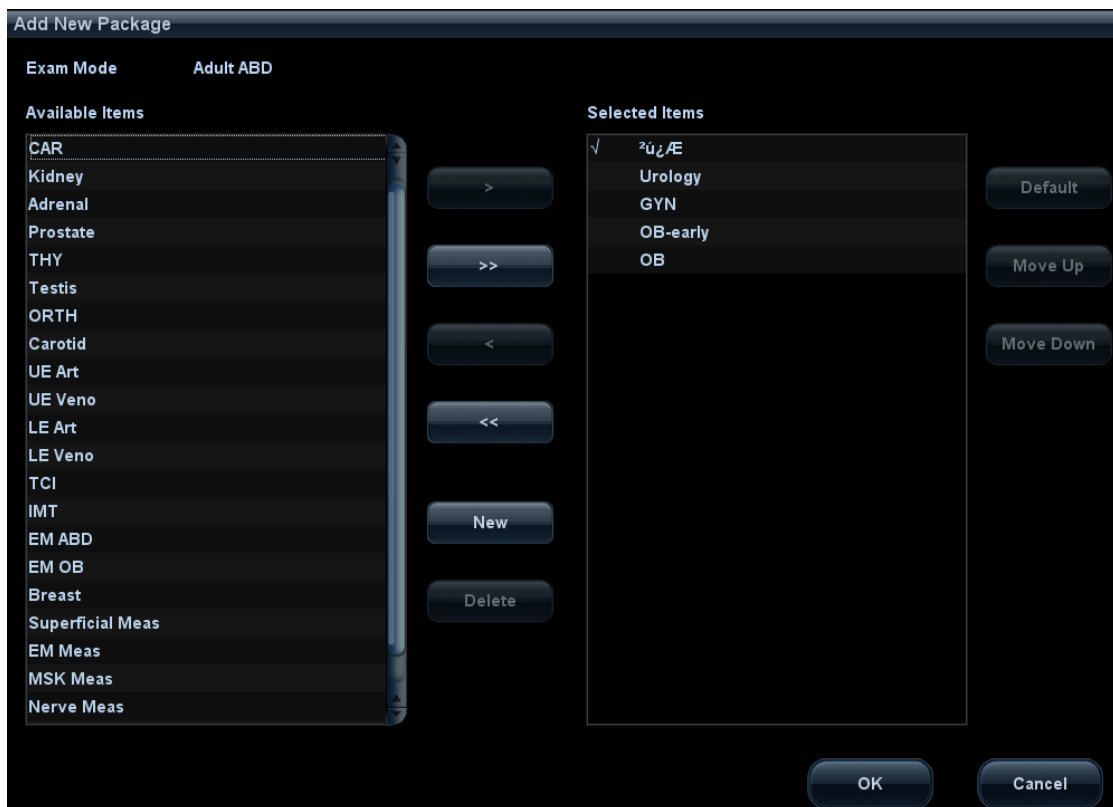 Add New Package
Exam Mode Adult ABD
Available Items
CAR
Kidney
Adrenal
Prostate
THY
Testis
ORTH
Carotid
UE Art
UE Veno
LE Art
LE Veno
TCI
IMT
EM ABD
EM OB
Breast
Superficial Meas
EM Meas
MSK Meas
Nerve Meas
>
>>
<
<<
New
Delete
Selected Items
√ ²ú¿Æ
Urology
GYN
OB-early
OB
Default
Move Up
Move Down
OK
Cancel